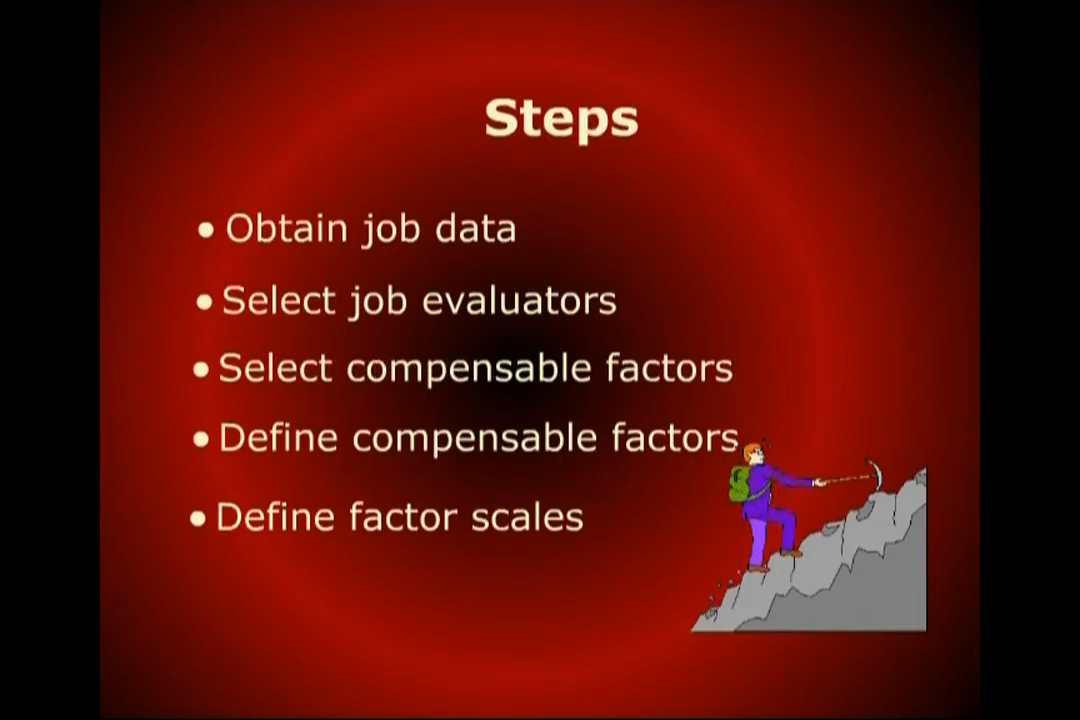 Steps
• Obtain job data
• Select job evaluators
• Select compensable factors
• Define compensable factors
• Define factor scales